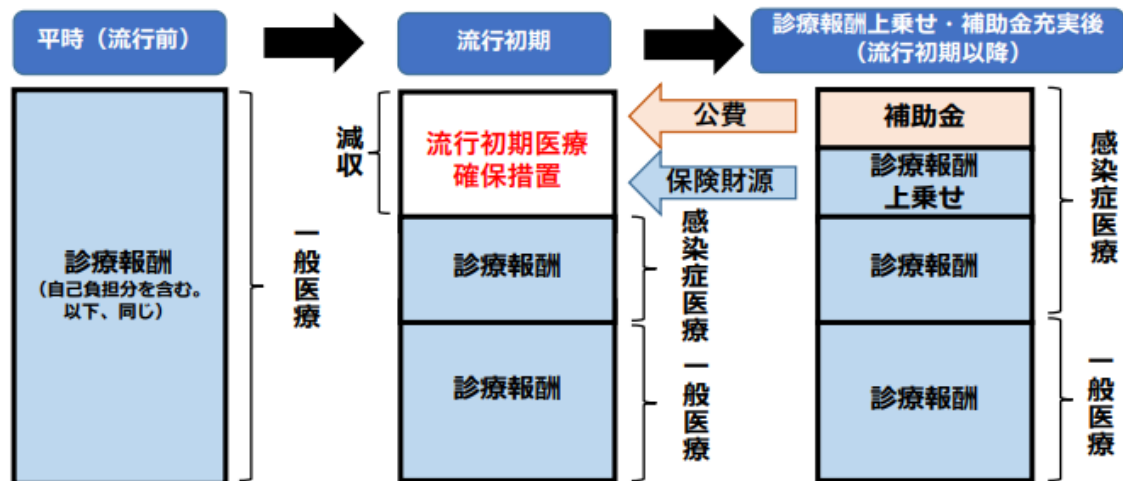 平時（流行前）
流行初期
診療報酬上乗せ・補助金充実後
（流行初期以降）
診療報酬
（自己負担分を含む。
以下、同じ）
一般医療
減収
流行初期医療
確保措置
診療報酬
感染症医療
診療報酬
一般医療
公費
保険財源
補助金
診療報酬
上乗せ
診療報酬
感染症医療
診療報酬
一般医療